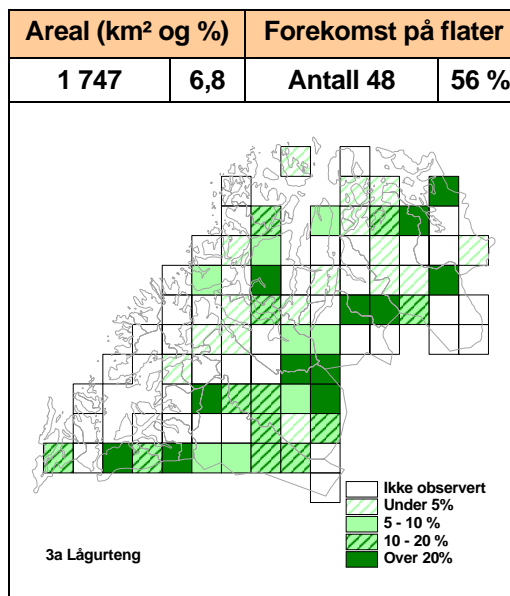 Areal (km² og %) Forekomst på flater
1 747 6,8 Antall 48 56 %
Ikke observert
Under 5%
5 - 10 %
10 - 20 %
Over 20%
3a Lågurteng